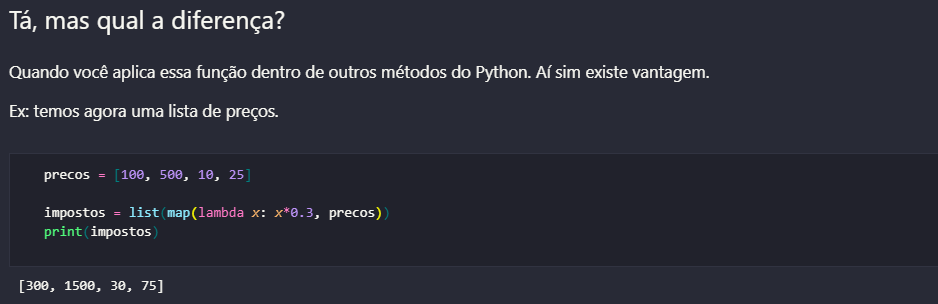 Tá, mas qual a diferença?
Quando você aplica essa função dentro de outros métodos do Python. Aí sim existe vantagem.
Ex: temos agora uma lista de preços.
precos = [100, 500, 10, 25]
impostos = list(map(lambda x: x*0.3, precos))
print(impostos)
[300, 1500, 30, 75]